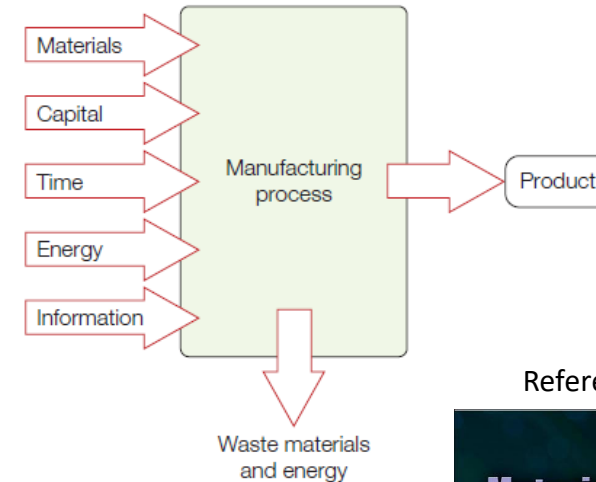 Materials
Capital
Time
Energy
Information
Manufacturing
process
Product
Waste materials
and energy